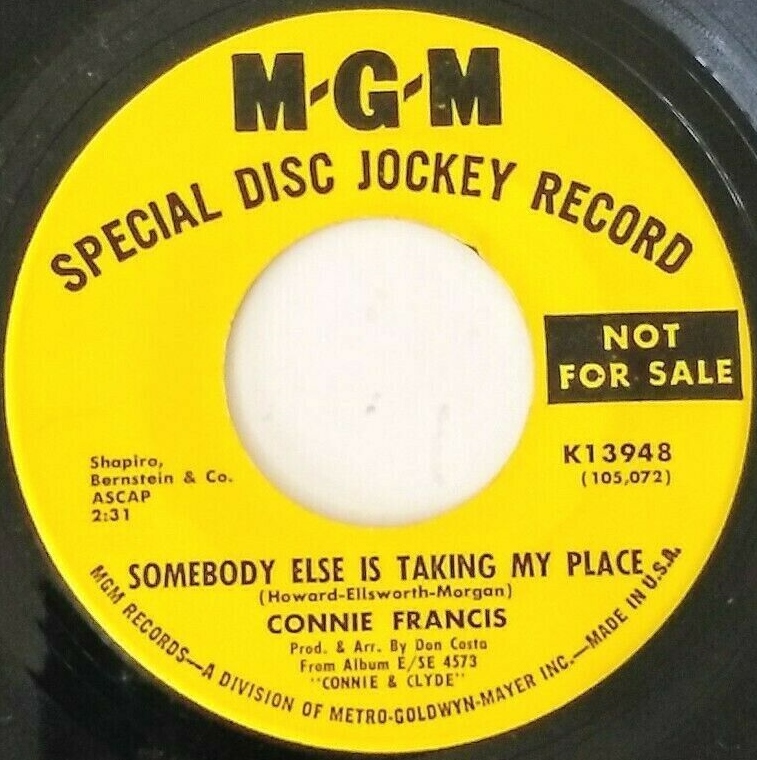 M-G-M
SPECIAL DISC JOCKEY RECORD
NOT
FOR SALE
K13948
(105,072)
Shapiro,
Bernstein & Co.
ASCAP
2:31
SOMEBODY ELSE IS TAKING MY PLACE
(Howard-Ellsworth-Morgan)
CONNIE FRANCIS
Prod. & Arr. By Don Costa
From Album E/SE 4573
"CONNIE & CLYDE"
MGM RECORDS—A DIVISION OF METRO-GOLDWYN-MAYER INC.—MADE IN U.S.A.